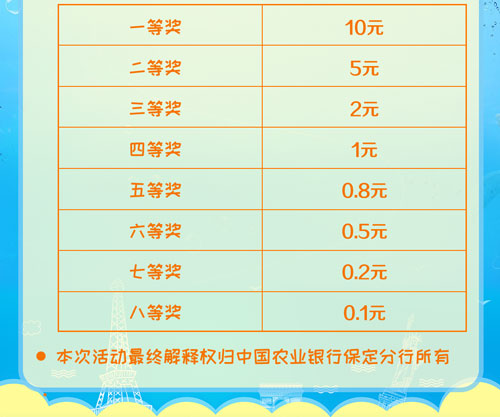 一等奖 10元
二等奖 5元
三等奖 2元
四等奖 1元
五等奖 0.8元
六等奖 0.5元
七等奖 0.2元
八等奖 0.1元
● 本次活动最终解释权归中国农业银行保定分行所有